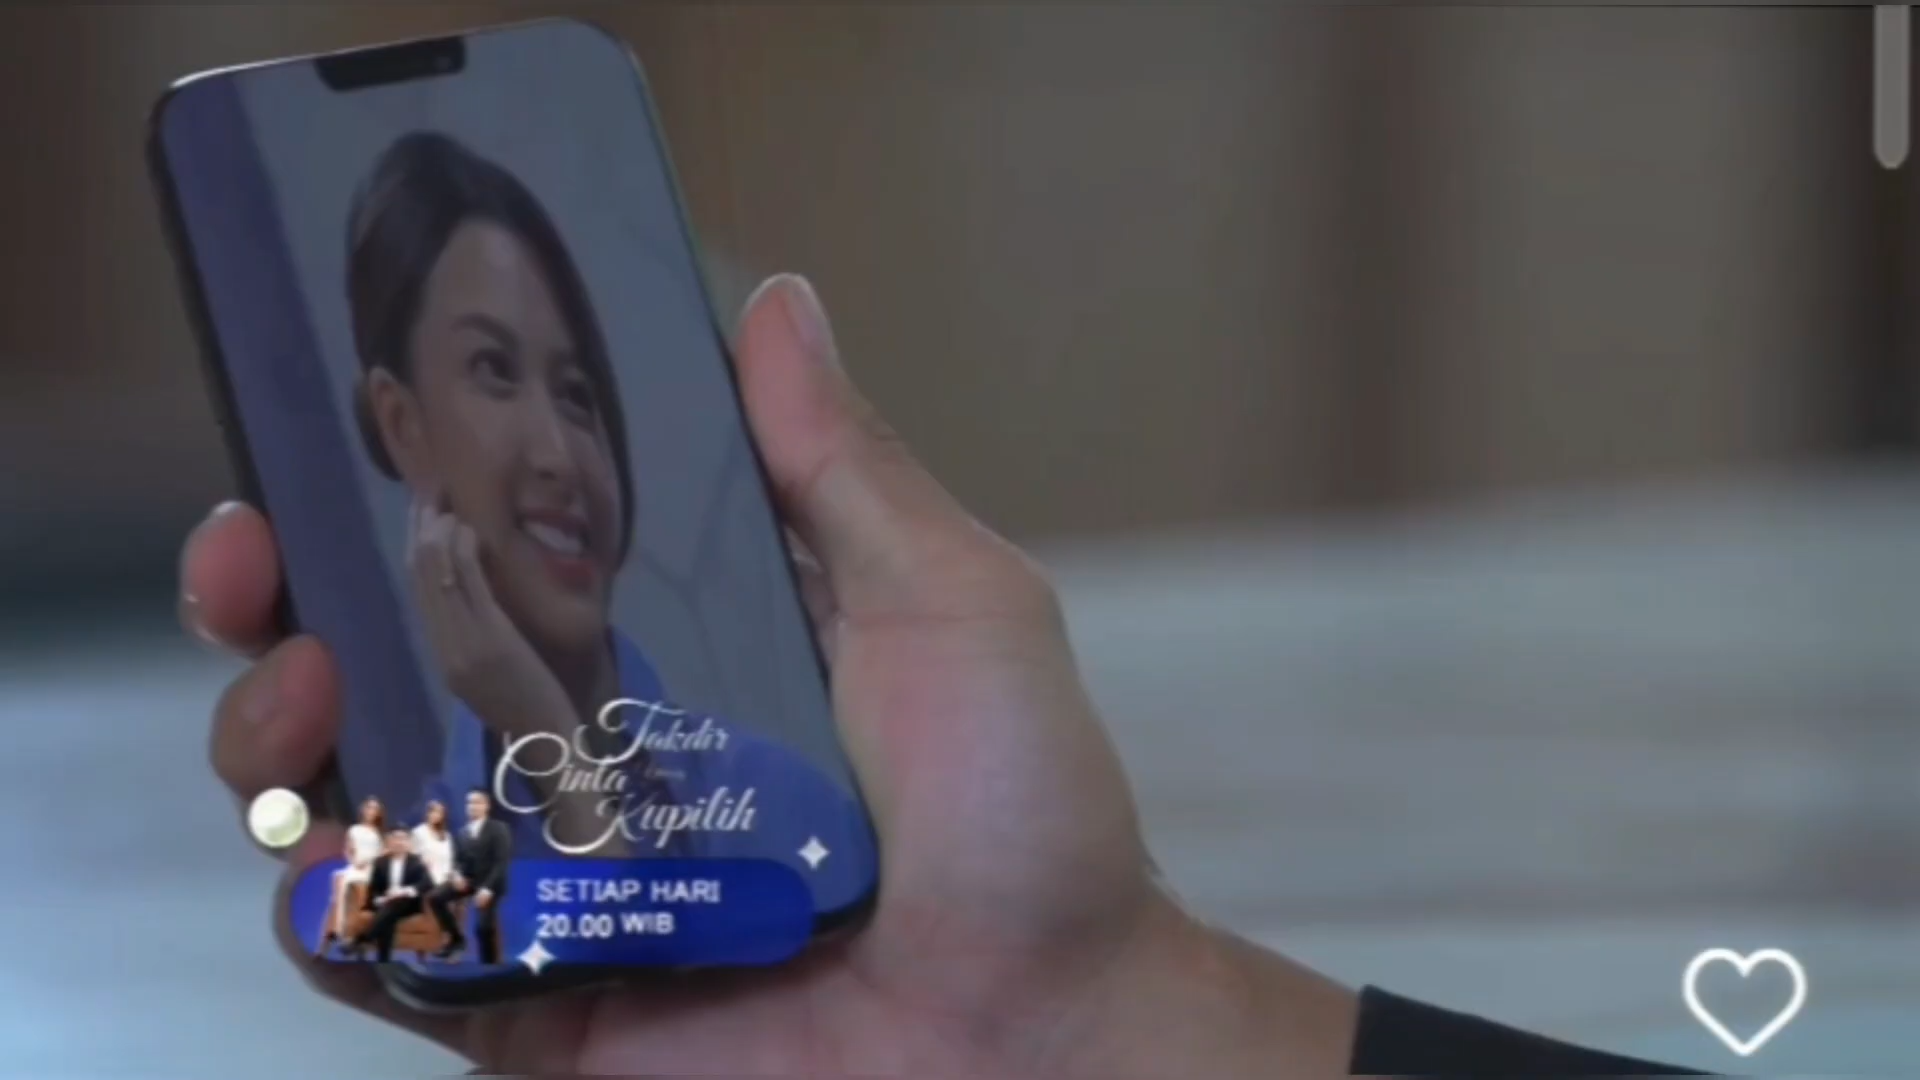 Takdir
Cinta
Kupilih
SETIAP HARI
20.00 WIB